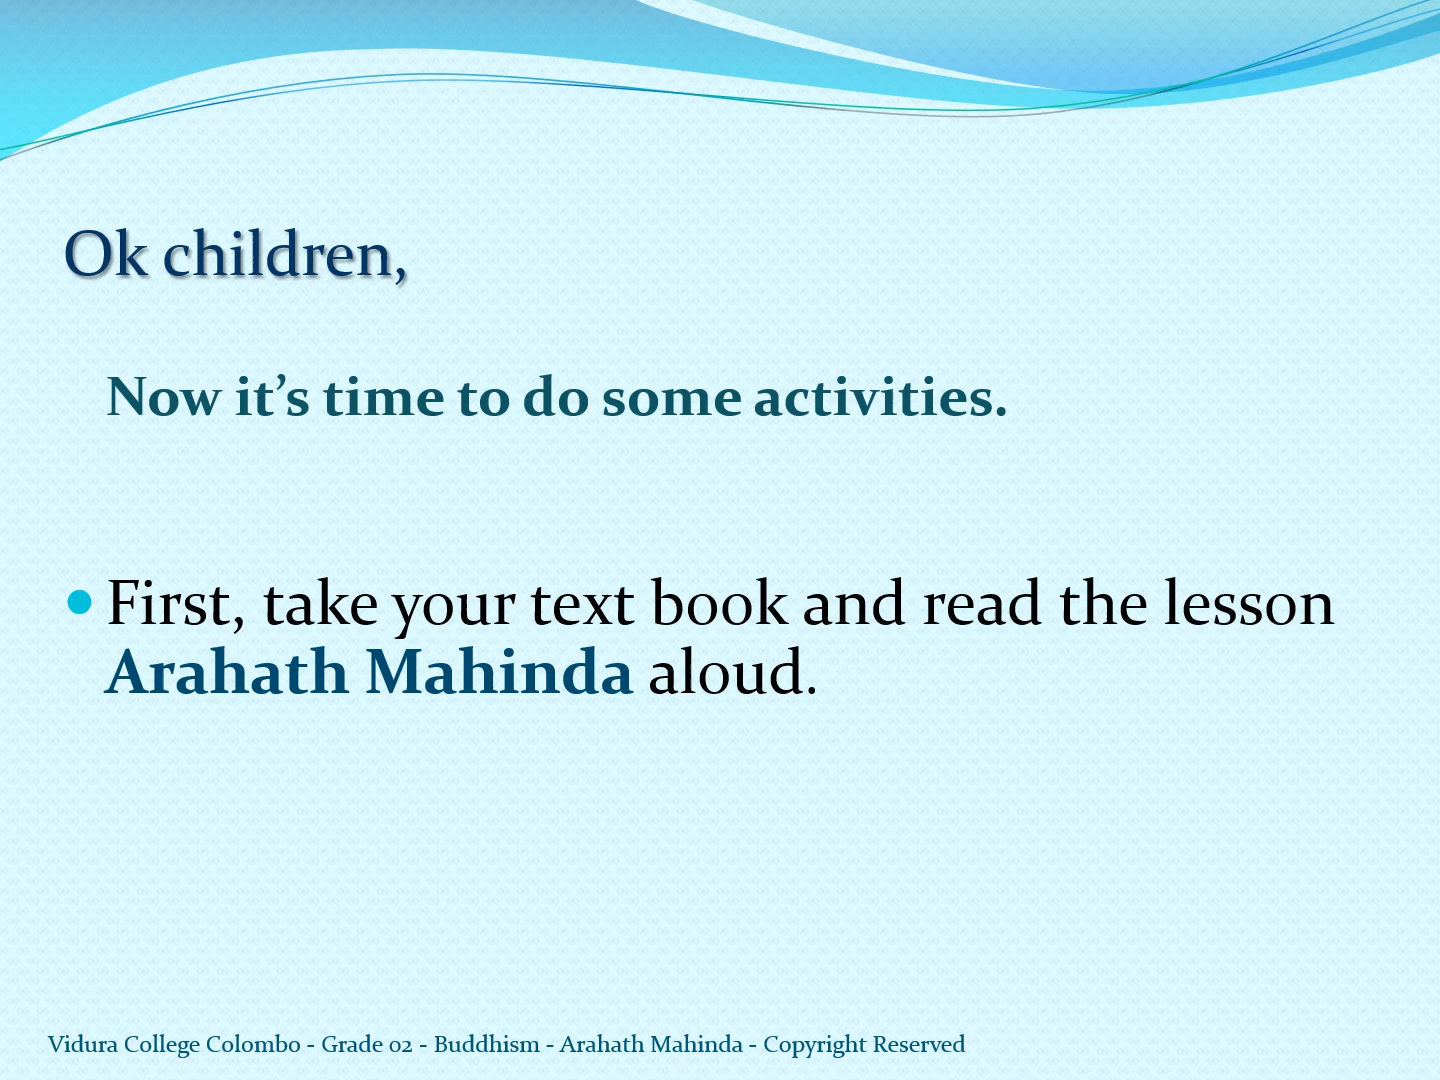 Ok children,
Now it’s time to do some activities.
• First, take your text book and read the lesson
Arahath Mahinda aloud.
Vidura College Colombo - Grade 02 - Buddhism - Arahath Mahinda - Copyright Reserved